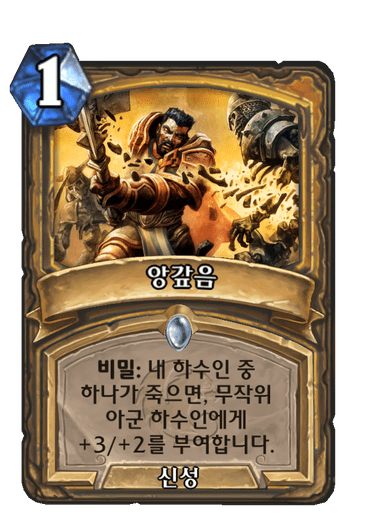 1
앙갚음
비밀: 내 하수인 중
하나가 죽으면, 무작위
아군 하수인에게
+3/+2를 부여합니다.
신성